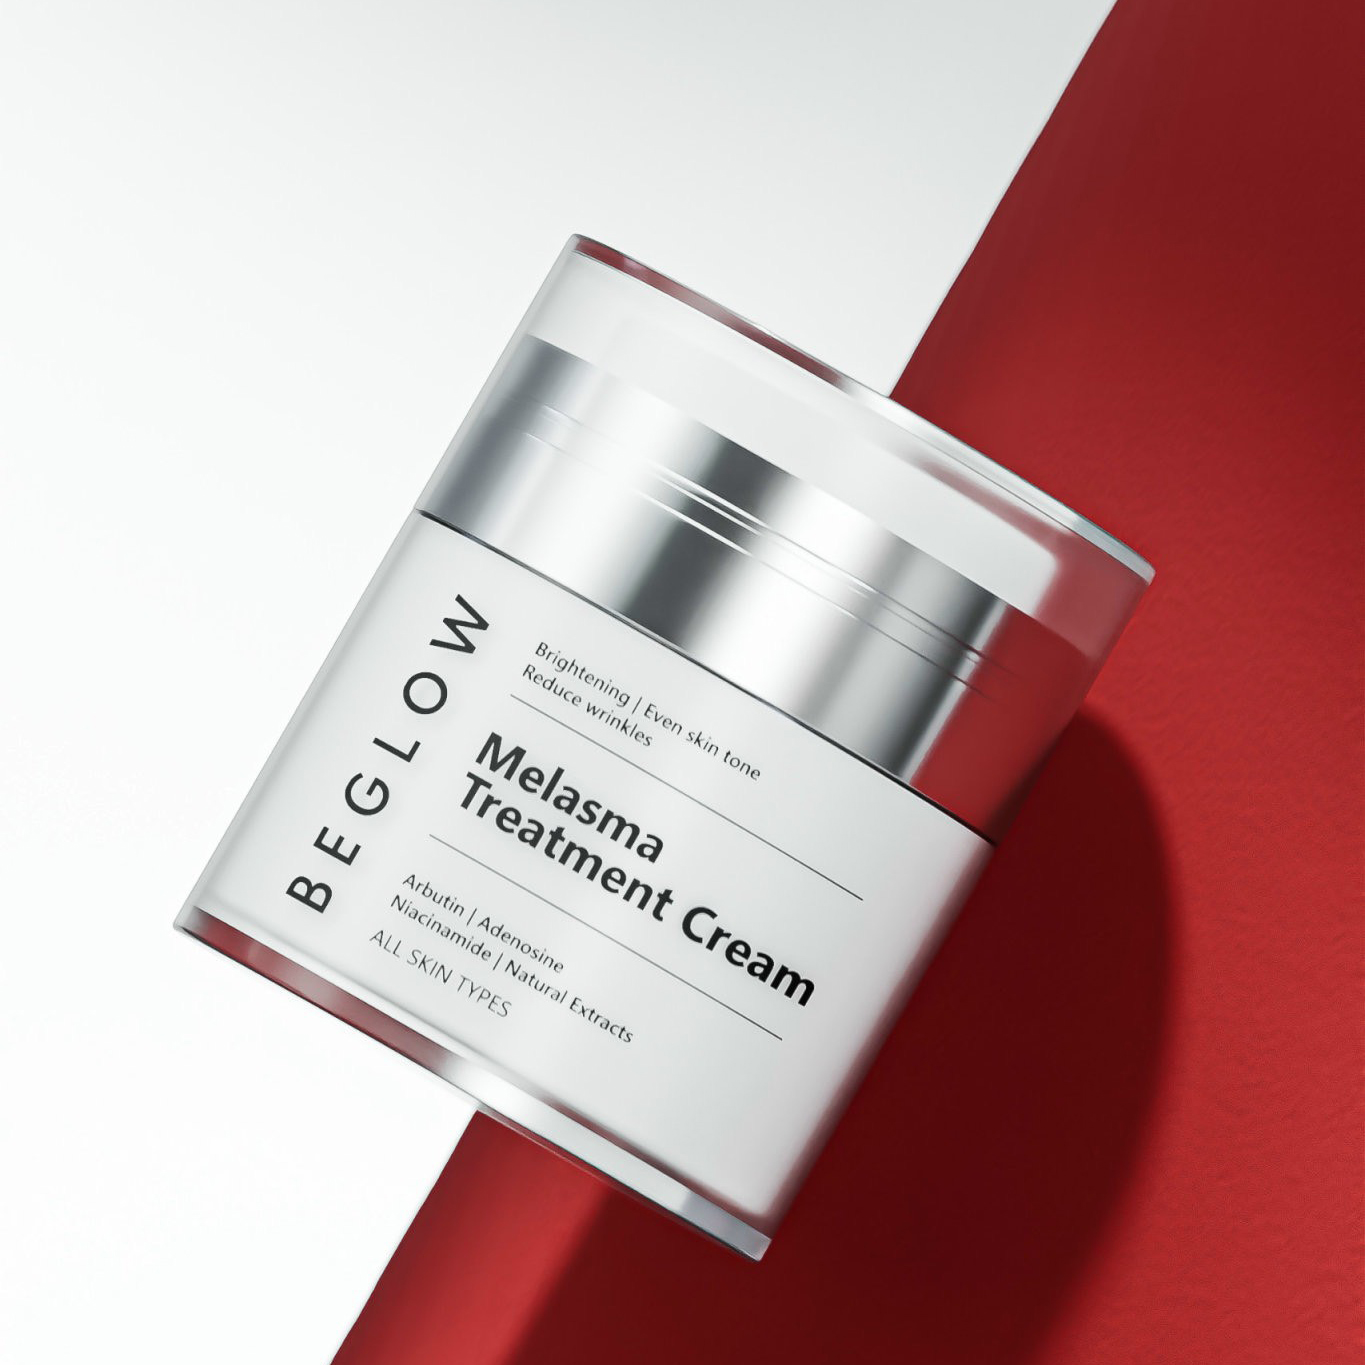 BEGLOW
Brightening | Even skin tone
Reduce wrinkles
Melasma
Treatment Cream
Arbutin | Adenosine
Niacinamide | Natural Extracts
ALL SKIN TYPES